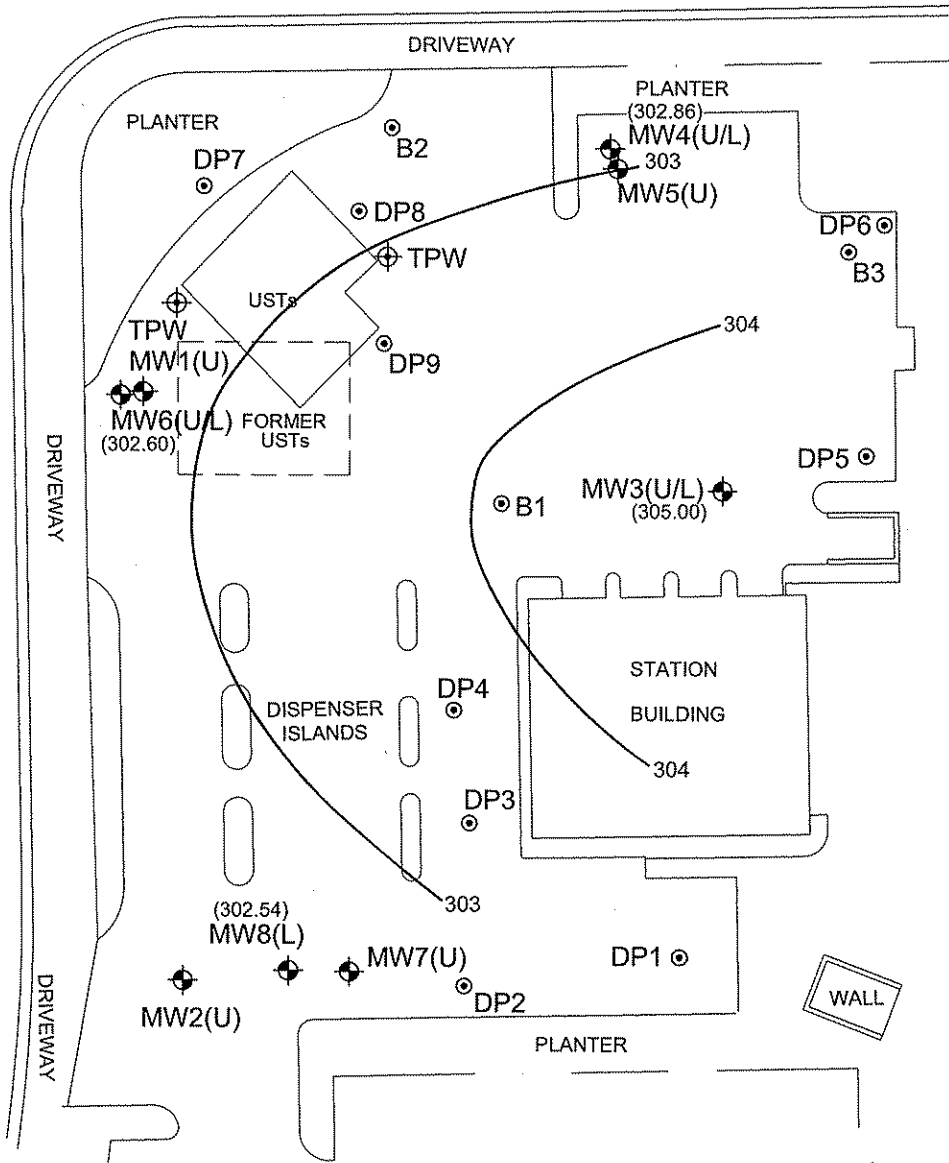 DRIVEWAY
PLANTER
(302.86)
MW4(U/L)
303
MW5(U)
PLANTER
DP7
B2
DP8
TPW
DP6
B3
USTs
TPW
304
DP9
MW1(U)
MW6(U/L)
(302.60)
FORMER
USTs
DRIVEWAY
DP5
MW3(U/L)
(305.00)
B1
STATION
BUILDING
DP4
DISPENSER
ISLANDS
304
DP3
303
(302.54)
MW8(L)
MW7(U)
DP1
MW2(U)
DP2
WALL
DRIVEWAY
PLANTER